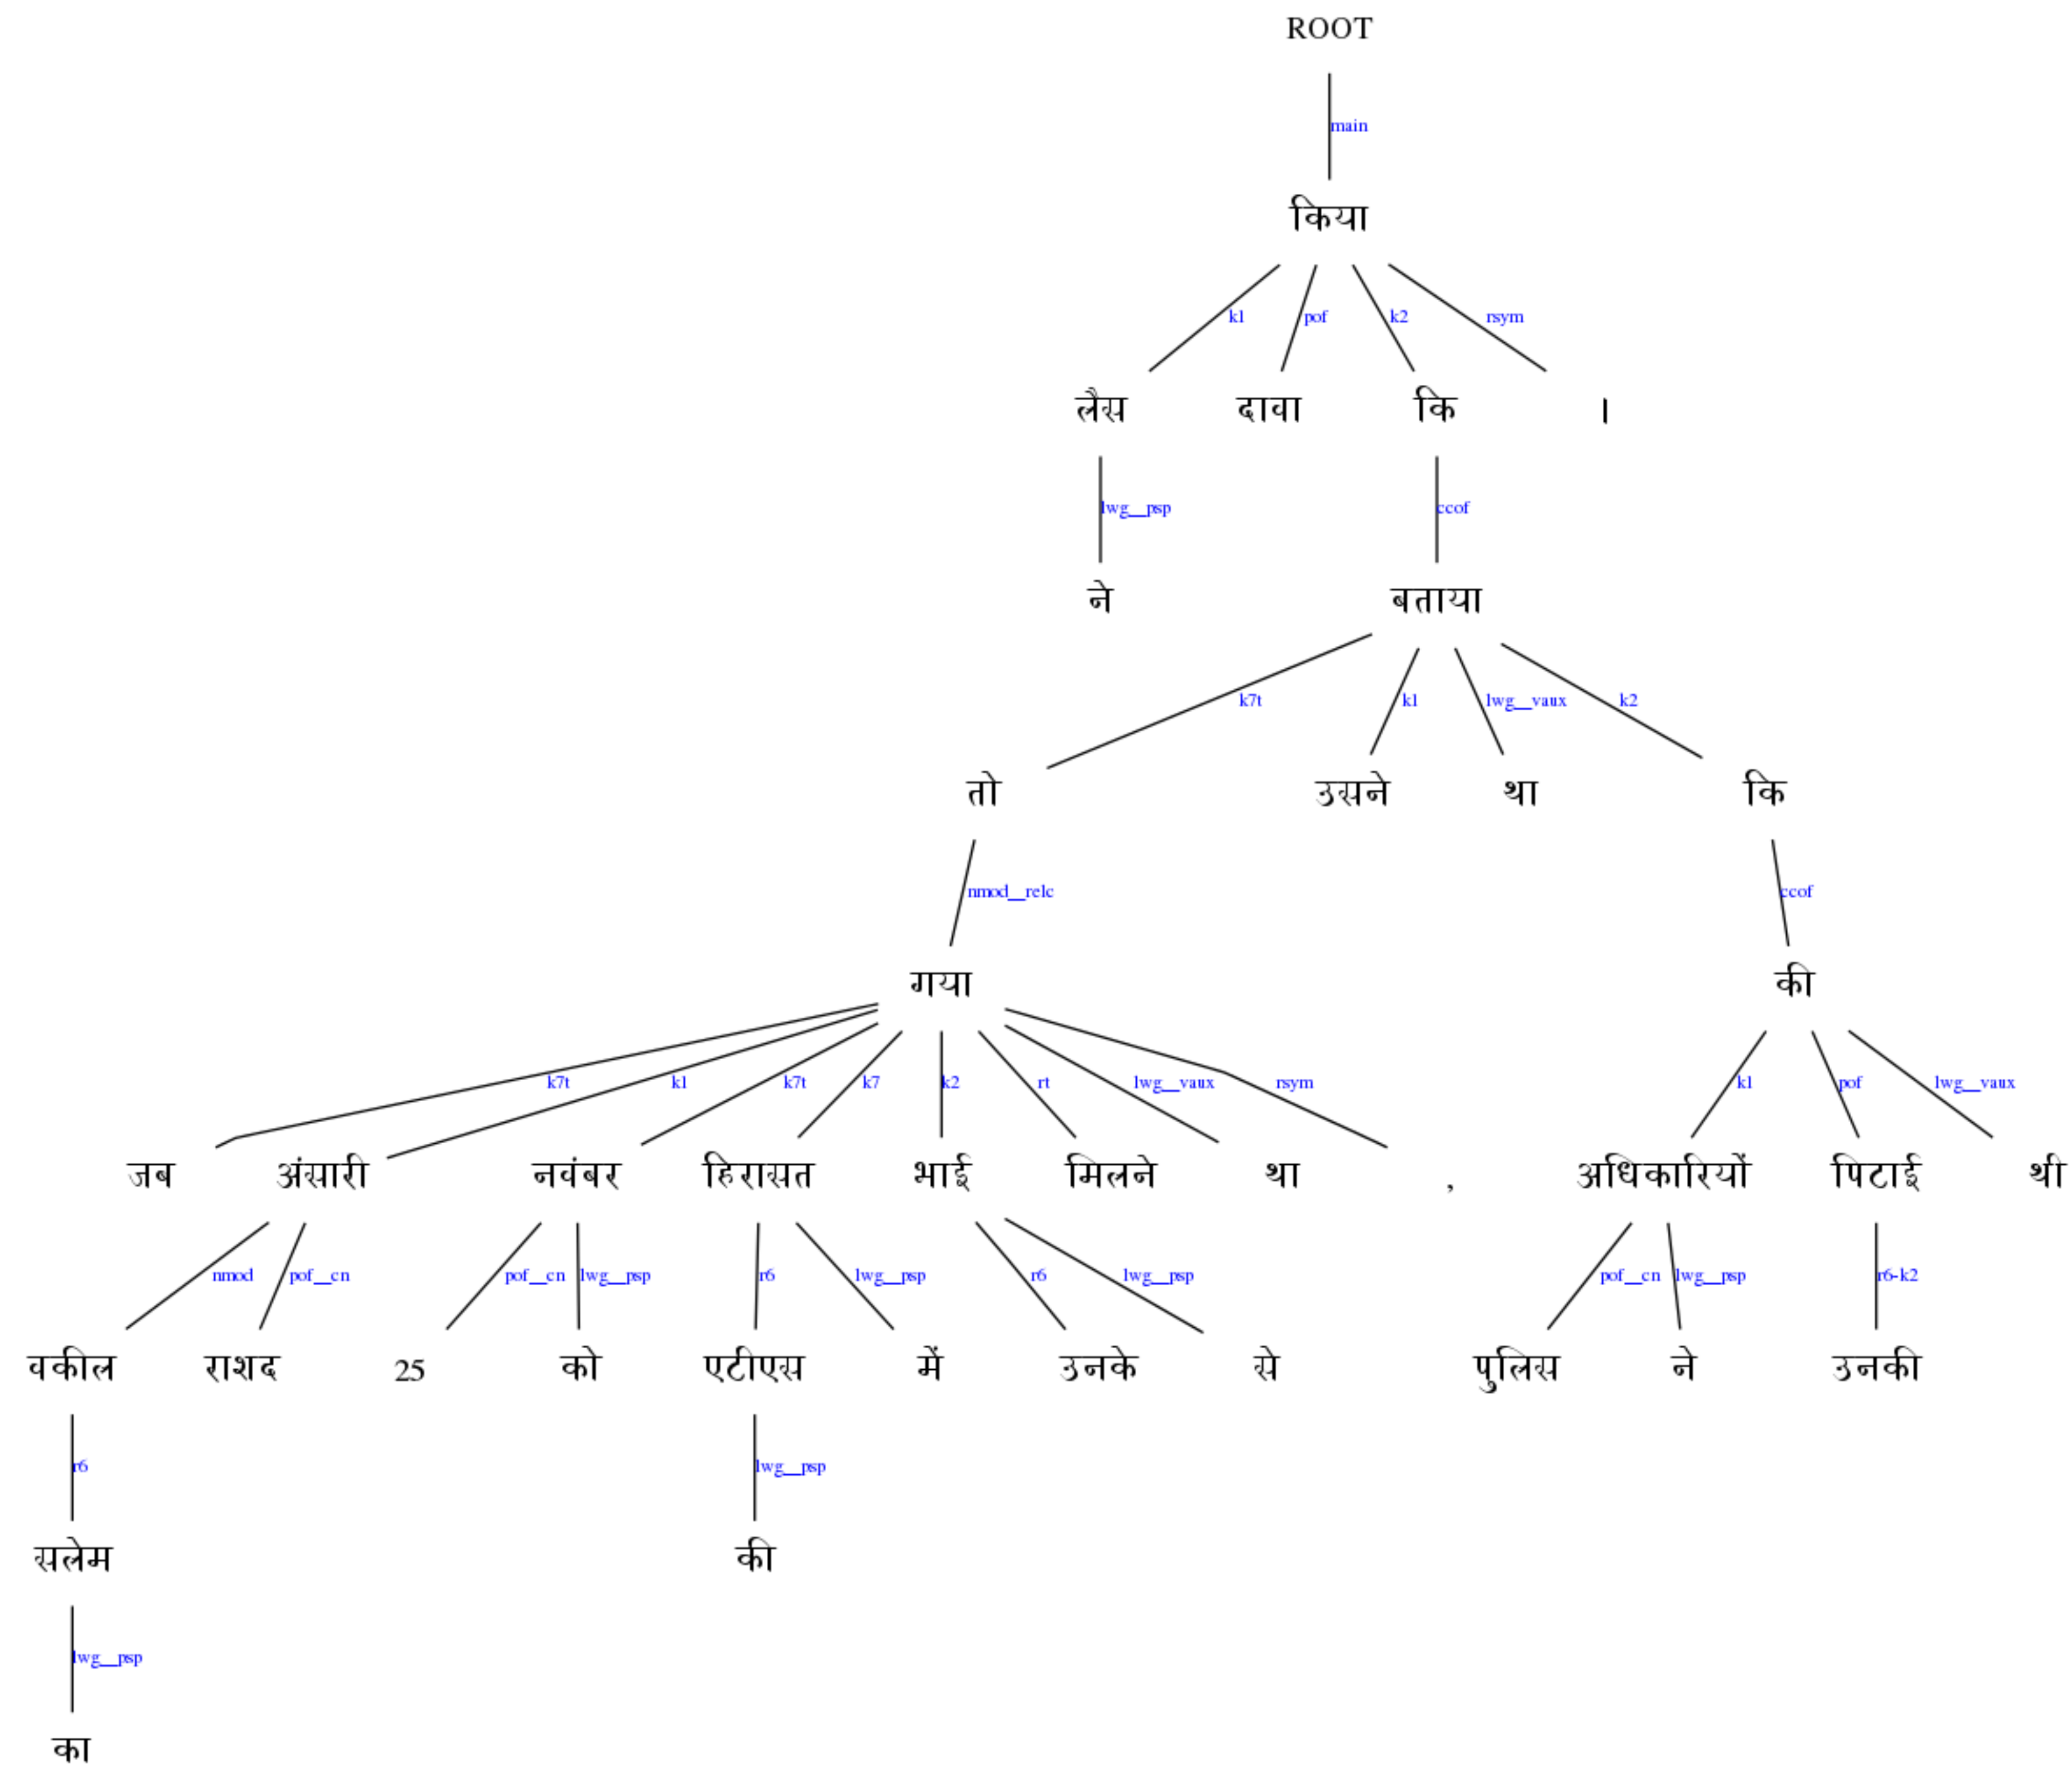 ROOT
main
किया
k1 pof k2 rsym
लैस दावा कि ।
lwg__psp ccof
ने बताया
k7t k1 lwg__vaux k2
तो उसने था कि
nmod__relc ccof
गया की
k7t k1 k7t k7 k2 rt lwg__vaux rsym k1 pof lwg__vaux
जब अंसारी नवंबर हिरासत भाई मिलने था , अधिकारियों पिटाई थी
nmod pof__cn pof__cn lwg__psp r6 lwg__psp r6 lwg__psp pof__cn lwg__psp r6-k2
वकील राशद 25 को एटीएस में उनके से पुलिस ने उनकी
r6 lwg__psp
सलेम की
lwg__psp
का